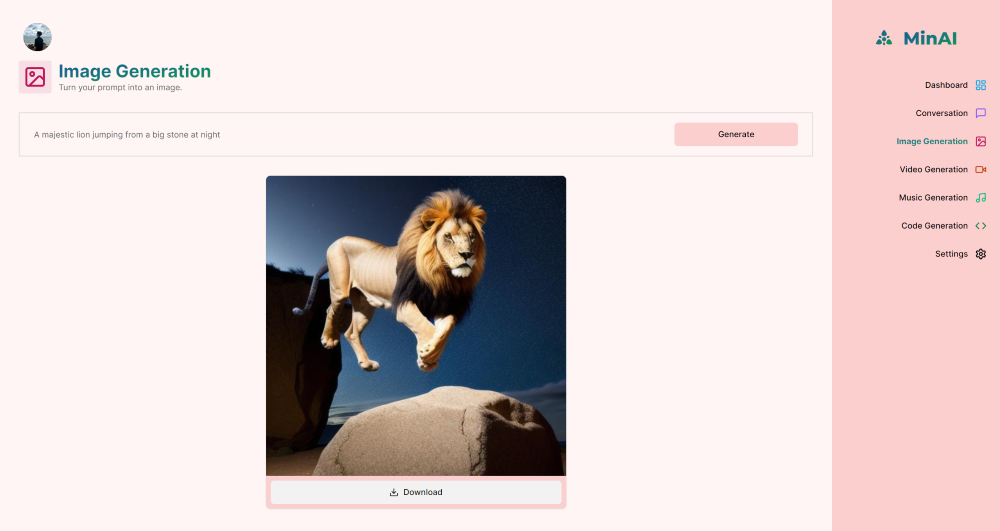 Image Generation
Turn your prompt into an image.
A majestic lion jumping from a big stone at night
Generate
Download
MinAI
Dashboard
Conversation
Image Generation
Video Generation
Music Generation
Code Generation
Settings